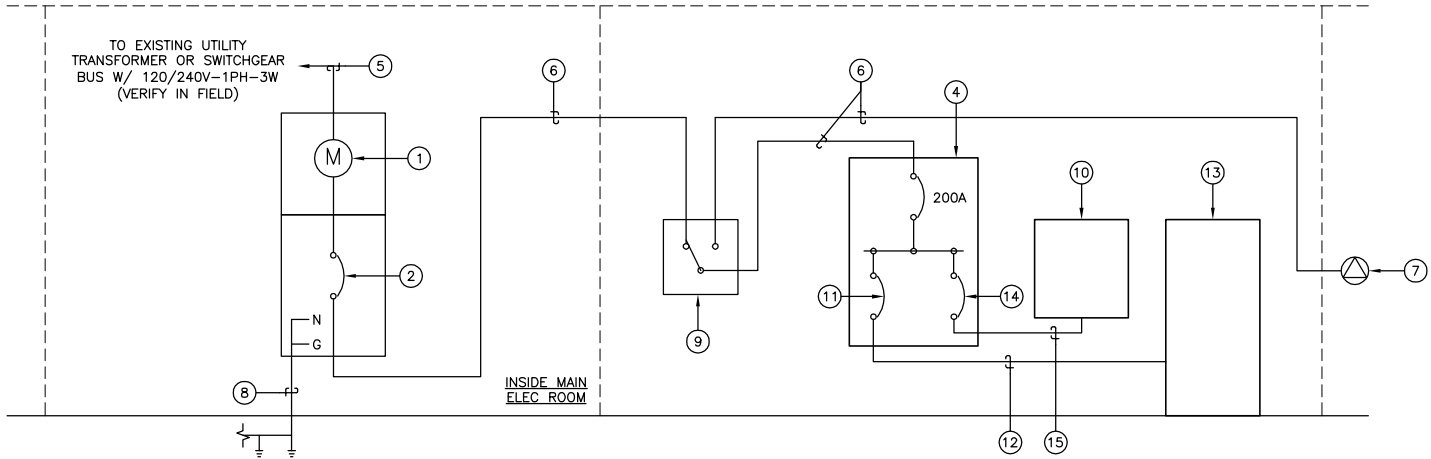 TO EXISTING UTILITY
TRANSFORMER OR SWITCHGEAR
BUS W/ 120/240V-1PH-3W
(VERIFY IN FIELD)
5
6
6
4
M
1
10
13
200A
2
11
14
7
N
G
9
8
INSIDE MAIN
ELEC ROOM
12
15